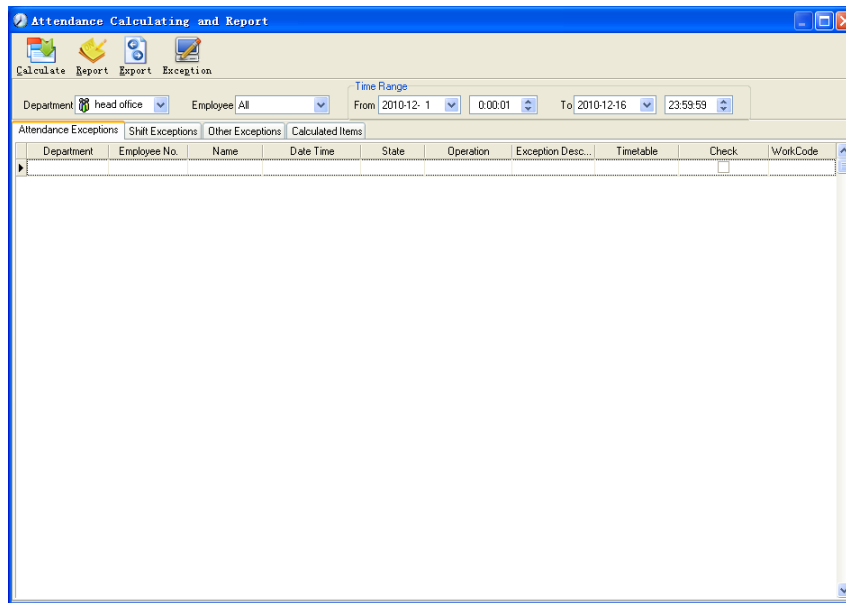 Attendance Calculating and Report
Calculate Report Export Exception
Time Range
Department head office Employee All From 2010-12- 1 0:00:01 To 2010-12-16 23:59:59
Attendance Exceptions Shift Exceptions Other Exceptions Calculated Items
Department Employee No. Name Date Time State Operation Exception Desc... Timetable Check WorkCode